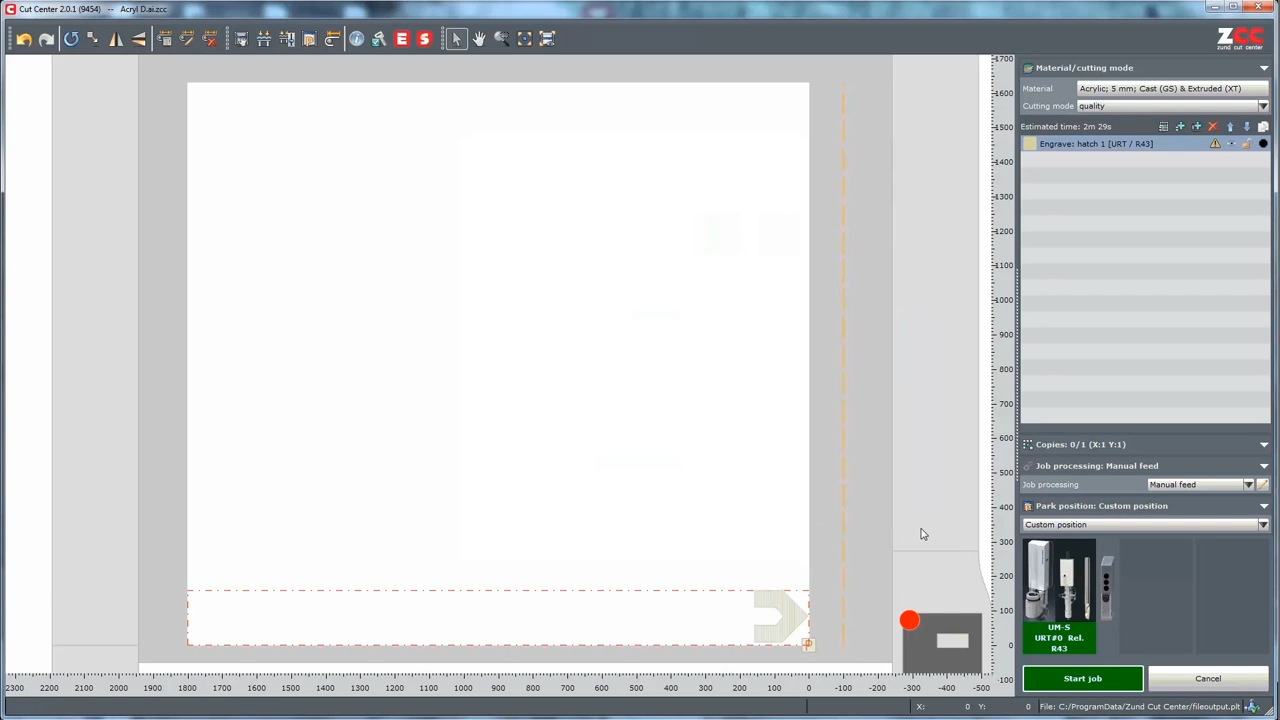 Cut Center 2.0.1 (9454) - Acryl D.ai.zcc
E S
ZCC
zund cut center
Material/cutting mode
Material Acrylic; 5 mm; Cast (GS) & Extruded (XT)
Cutting mode quality
Estimated time: 2m 29s
Engrave: hatch 1 [URT / R43]
Copies: 0/1 (X:1 Y:1)
Job processing: Manual feed
Job processing Manual feed
Park position: Custom position
Custom position
UM-S
URT#0 Rel.
R43
Start job Cancel
1700
1600
1500
1400
1300
1200
1100
1000
900
800
700
600
500
400
300
200
100
0
-100
P
2300 2200 2100 2000 1900 1800 1700 1600 1500 1400 1300 1200 1100 1000 900 800 700 600 500 400 300 200 100 0 -100 -200 -300 -400 -500
X: 0 Y: 0 File: C:/ProgramData/Zund Cut Center/fileoutput.plt